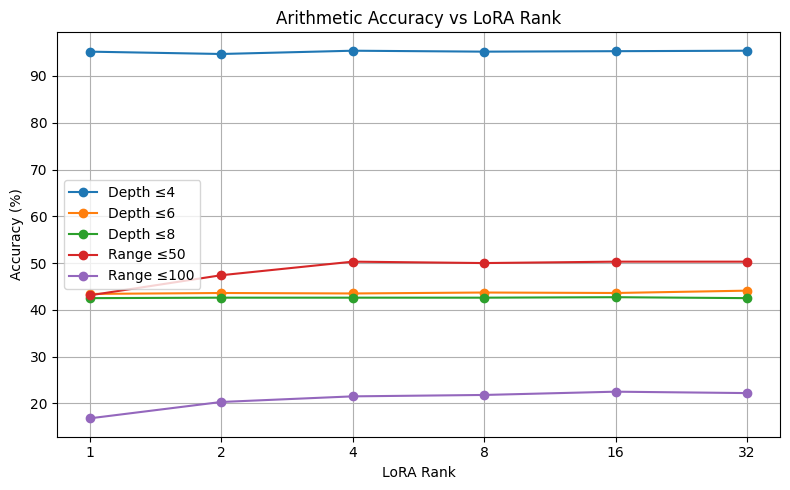 Arithmetic Accuracy vs LoRA Rank
Accuracy (%)
90
80
70
60
50
40
30
20
Depth ≤4
Depth ≤6
Depth ≤8
Range ≤50
Range ≤100
1 2 4 8 16 32
LoRA Rank